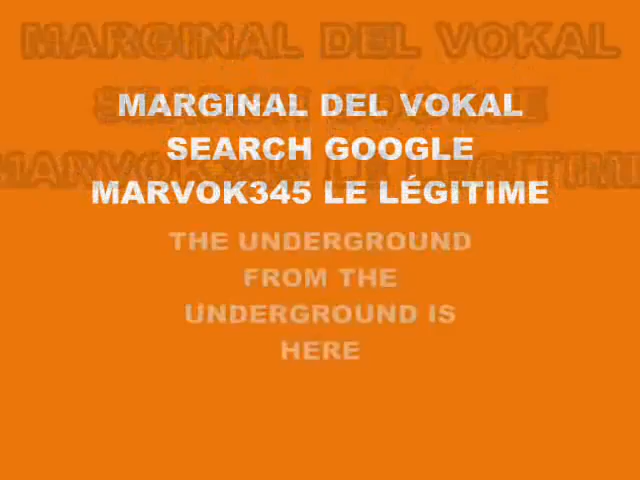 MARGINAL DEL VOKAL
MARGINAL DEL VOKAL
SEARCH GOOGLE
MARVOK345 LE LÉGITIME
THE UNDERGROUND
FROM THE
UNDERGROUND IS
HERE